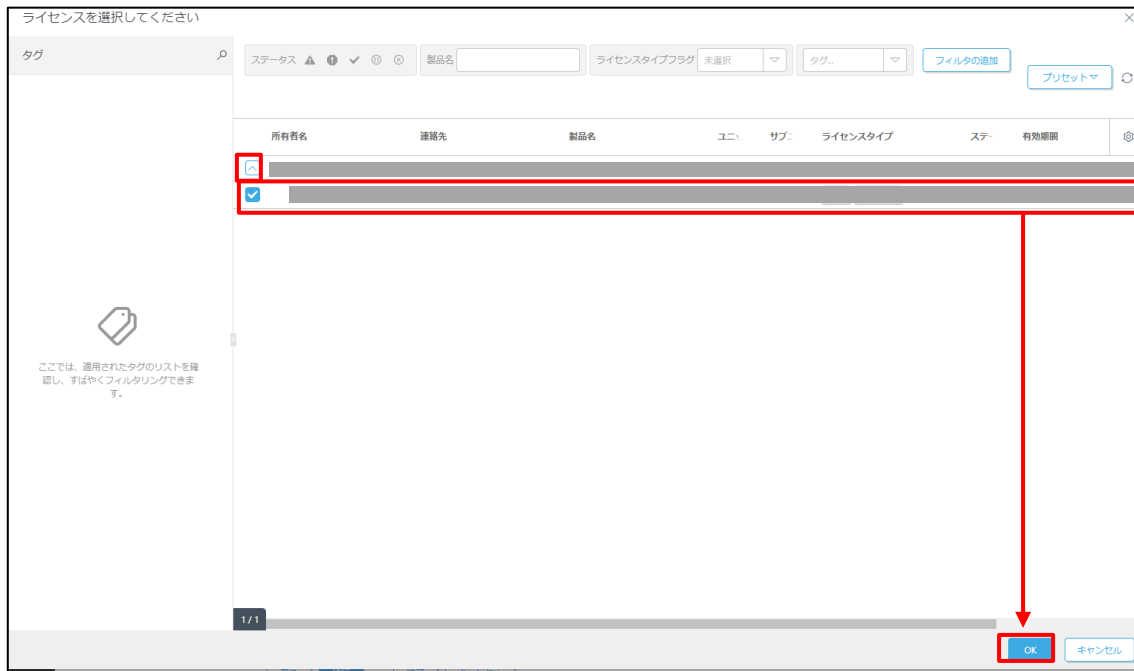 ライセンスを選択してください
タグ
ステータス
製品名
ライセンスタイプフラグ 未選択
タグ...
フィルタの追加
プリセット
所有者名 連絡先 製品名 ユニ サブ ライセンスタイプ ステ 有効期間
ここでは、適用されたタグのリストを確
認し、すばやくフィルタリングできま
す。
1/1
OK
キャンセル